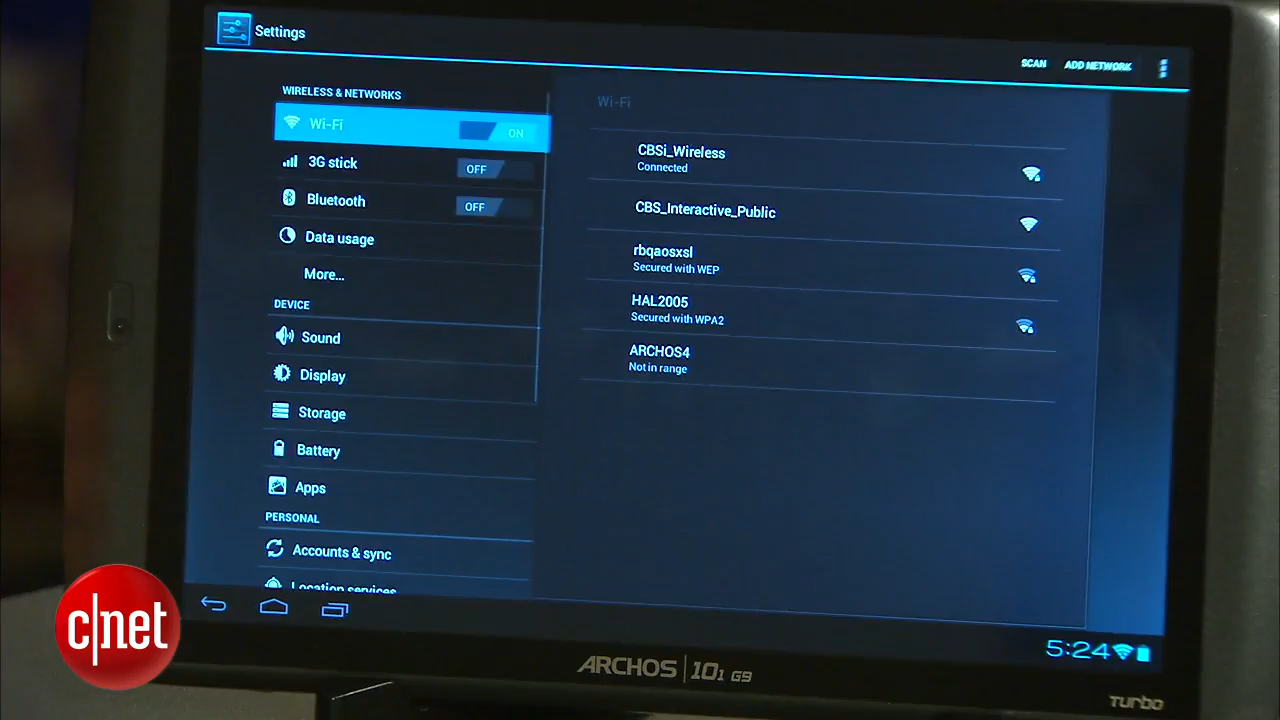 Settings
SCAN ADD NETWORK
WIRELESS & NETWORKS
Wi-Fi ON
3G stick OFF
Bluetooth OFF
Data usage
More...
DEVICE
Sound
Display
Storage
Battery
Apps
PERSONAL
Accounts & sync
Location services
Wi-Fi
CBSi_Wireless
Connected
CBS_Interactive_Public
rbqaosxsl
Secured with WEP
HAL2005
Secured with WPA2
ARCHOS4
Not in range
5:24
ARCHOS 101 G9
Turbo
c|net